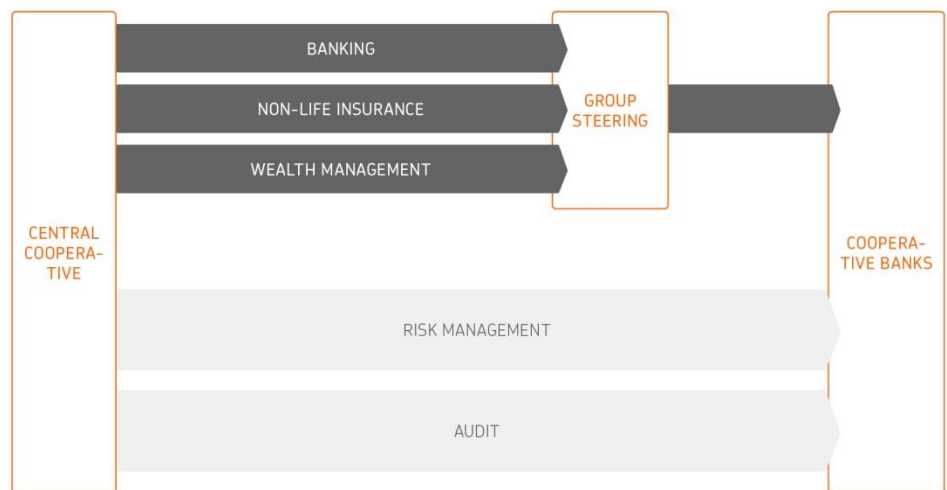 BANKING
NON-LIFE INSURANCE
GROUP
STEERING
WEALTH MANAGEMENT
CENTRAL
COOPERA-
TIVE
COOPERA-
TIVE BANKS
RISK MANAGEMENT
AUDIT